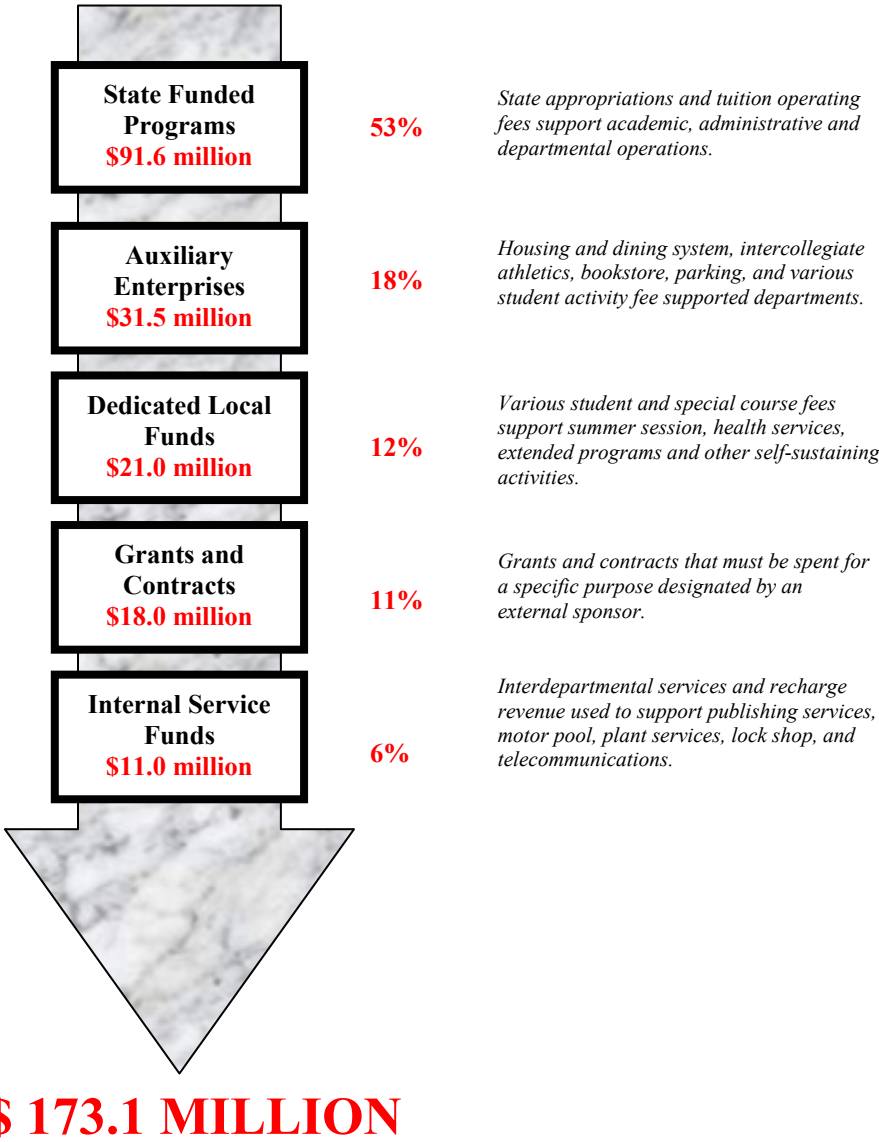 State Funded
Programs
$91.6 million
53%
State appropriations and tuition operating
fees support academic, administrative and
departmental operations.
Auxiliary
Enterprises
$31.5 million
18%
Housing and dining system, intercollegiate
athletics, bookstore, parking, and various
student activity fee supported departments.
Dedicated Local
Funds
$21.0 million
12%
Various student and special course fees
support summer session, health services,
extended programs and other self-sustaining
activities.
Grants and
Contracts
$18.0 million
11%
Grants and contracts that must be spent for
a specific purpose designated by an
external sponsor.
Internal Service
Funds
$11.0 million
6%
Interdepartmental services and recharge
revenue used to support publishing services,
motor pool, plant services, lock shop, and
telecommunications.
$ 173.1 MILLION